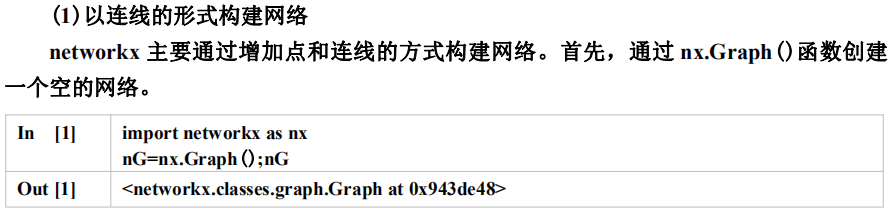 (1)以连线的形式构建网络
networkx 主要通过增加点和连线的方式构建网络。首先，通过 nx.Graph()函数创建
一个空的网络。
In [1] import networkx as nx
nG=nx.Graph();nG
Out [1] <networkx.classes.graph.Graph at 0x943de48>